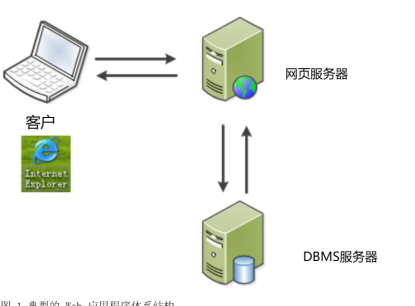 网页服务器
客户
Internet
Explorer
DBMS服务器
图 1 典型的 Web 应用程序体系结构